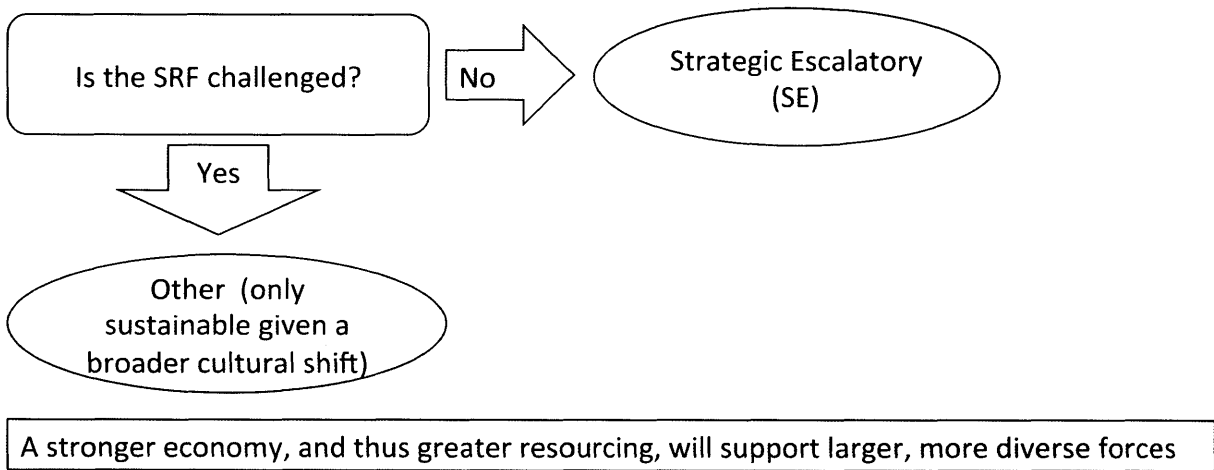 Is the SRF challenged?
No
Strategic Escalatory
(SE)
Yes
Other (only
sustainable given a
broader cultural shift)
A stronger economy, and thus greater resourcing, will support larger, more diverse forces